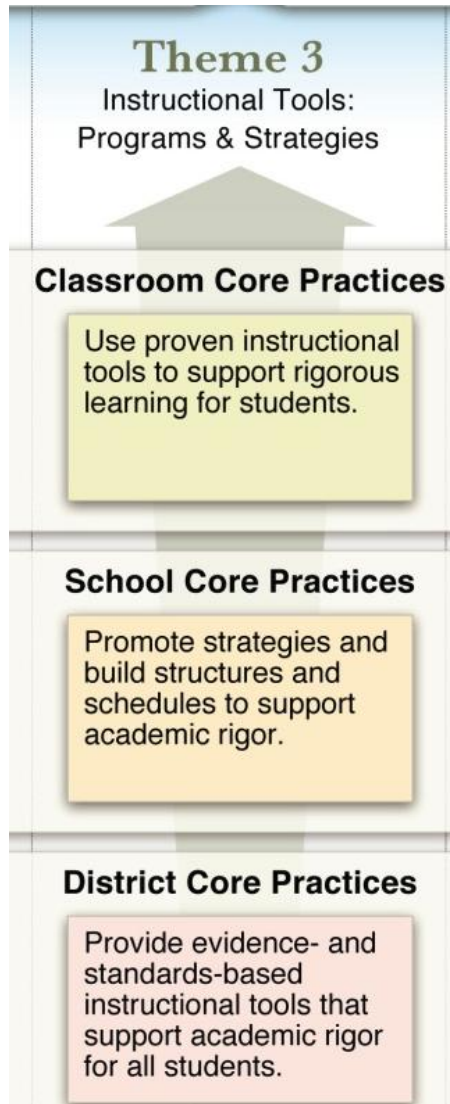 Theme 3
Instructional Tools:
Programs & Strategies
Classroom Core Practices
Use proven instructional
tools to support rigorous
learning for students.
School Core Practices
Promote strategies and
build structures and
schedules to support
academic rigor.
District Core Practices
Provide evidence- and
standards-based
instructional tools that
support academic rigor
for all students.